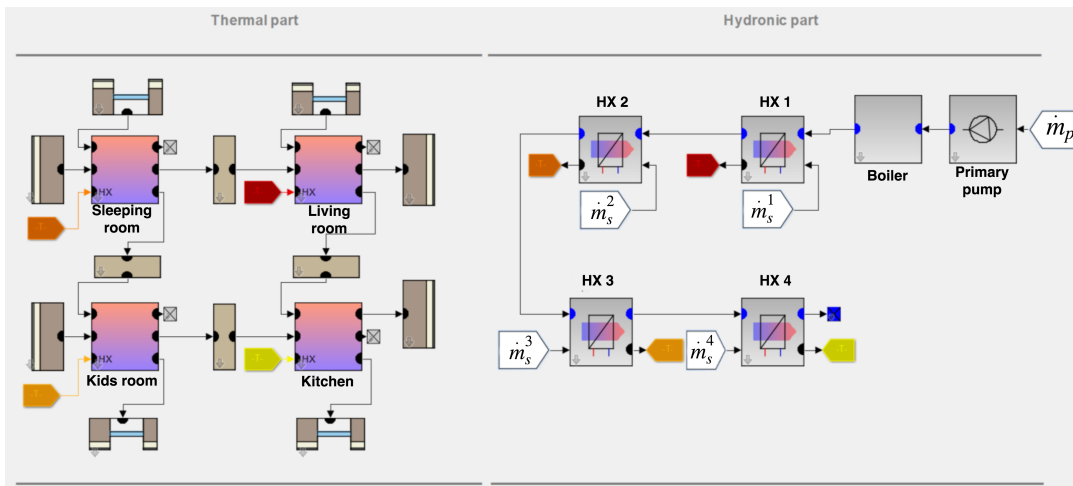 Thermal part
Hydronic part
HX 2
HX 1
ṁp
Boiler
Primary
pump
-T-
-T-
ṁs²
ṁs¹
HX
Sleeping
room
-T-
HX
Living
room
-T-
HX 3
HX 4
ṁs³
-T-
ṁs⁴
-T-
HX
Kids room
-T-
-T-
HX
Kitchen